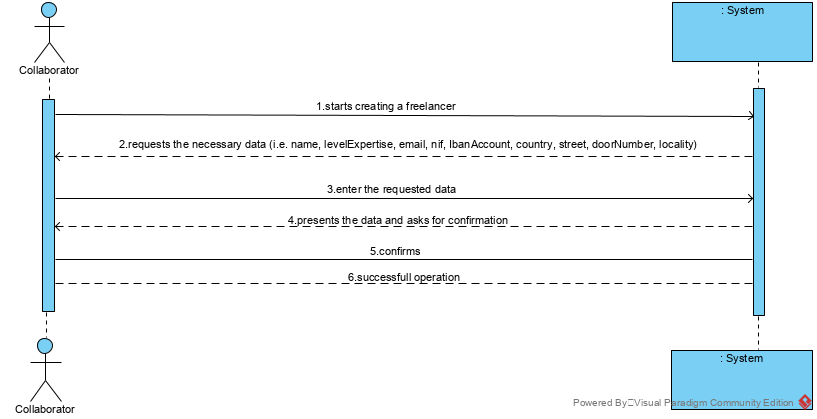 : System
Collaborator
1.starts creating a freelancer
2.requests the necessary data (i.e. name, levelExpertise, email, nif, IbanAccount, country, street, doorNumber, locality)
3.enter the requested data
4.presents the data and asks for confirmation
5.confirms
6.successfull operation
: System
Powered By Visual Paradigm Community Edition
Collaborator